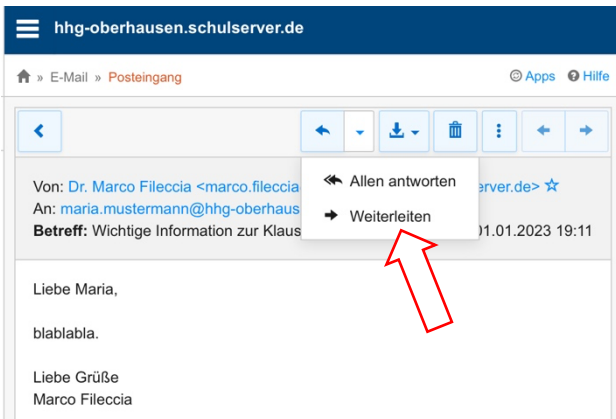 hhg-oberhausen.schulserver.de
» E-Mail » Posteingang Apps Hilfe
Allen antworten
Weiterleiten
Von: Dr. Marco Fileccia <marco.fileccia erver.de>
An: maria.mustermann@hhg-oberhaus
Betreff: Wichtige Information zur Klaus 01.01.2023 19:11
Liebe Maria,
blablabla.
Liebe Grüße
Marco Fileccia